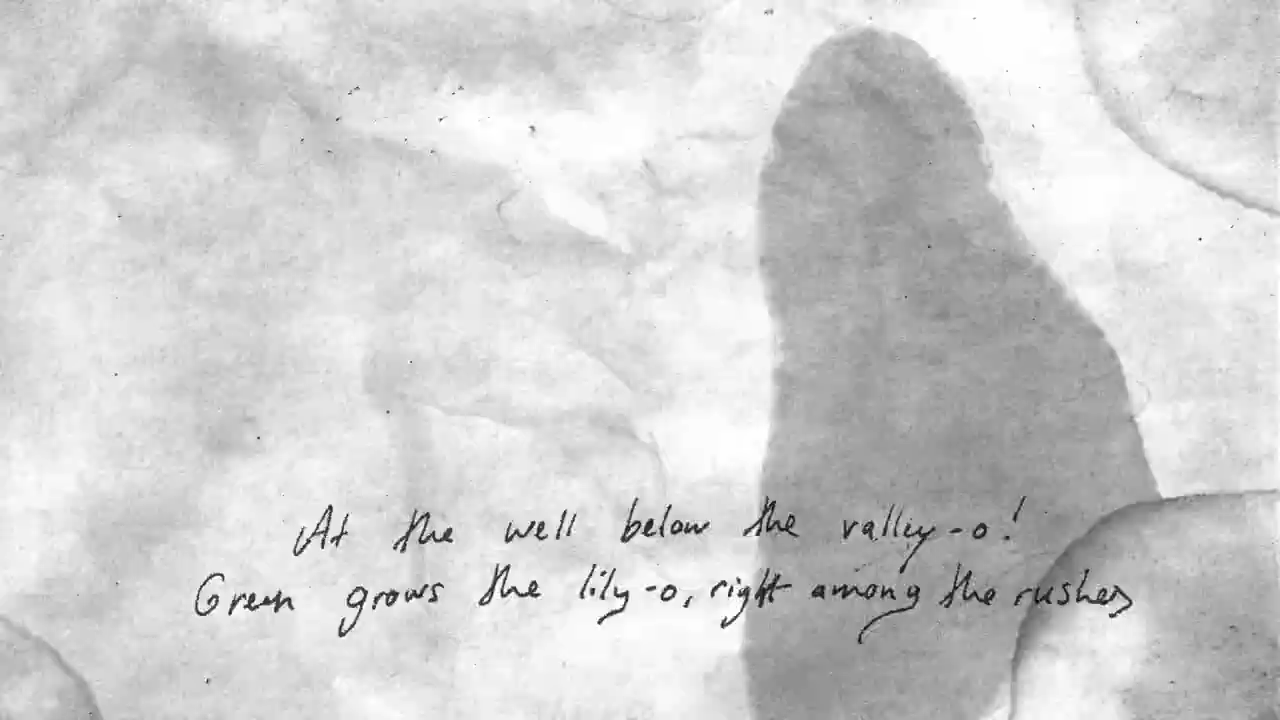 At the well below the valley-o!
Green grows the lily-o, right among the rushes